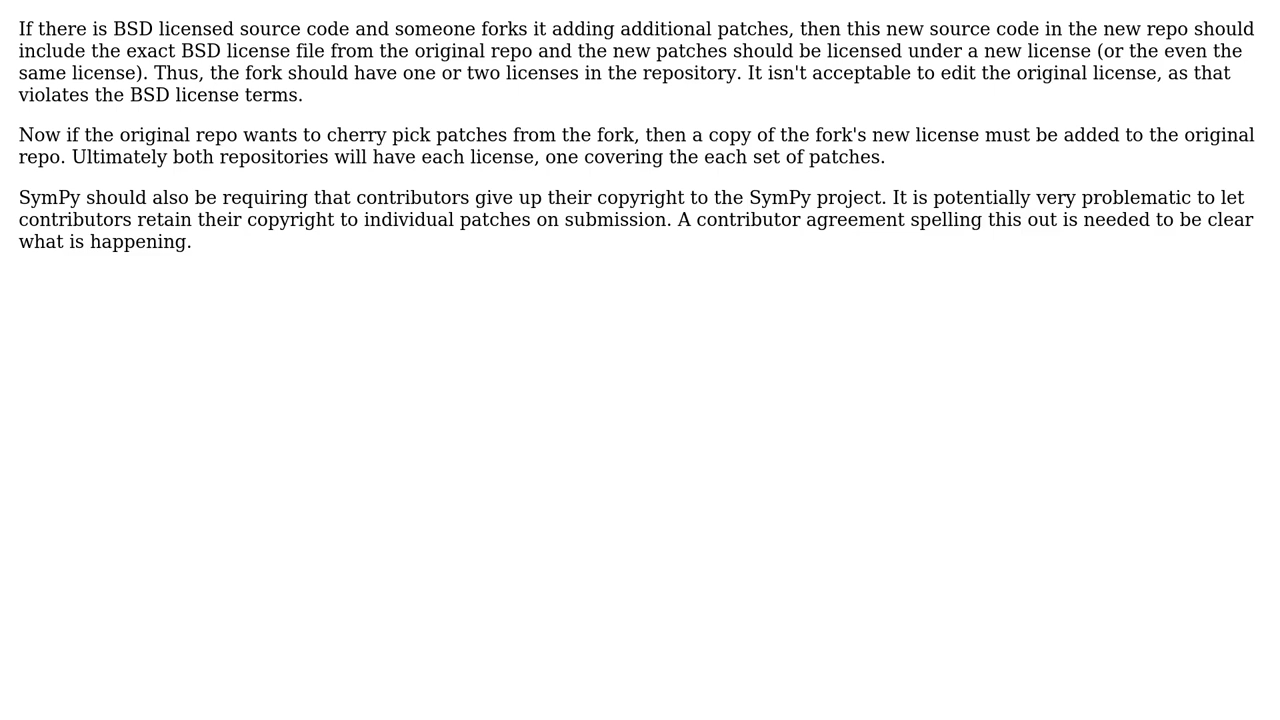 If there is BSD licensed source code and someone forks it adding additional patches, then this new source code in the new repo should
include the exact BSD license file from the original repo and the new patches should be licensed under a new license (or the even the
same license). Thus, the fork should have one or two licenses in the repository. It isn't acceptable to edit the original license, as that
violates the BSD license terms.
Now if the original repo wants to cherry pick patches from the fork, then a copy of the fork's new license must be added to the original
repo. Ultimately both repositories will have each license, one covering the each set of patches.
SymPy should also be requiring that contributors give up their copyright to the SymPy project. It is potentially very problematic to let
contributors retain their copyright to individual patches on submission. A contributor agreement spelling this out is needed to be clear
what is happening.